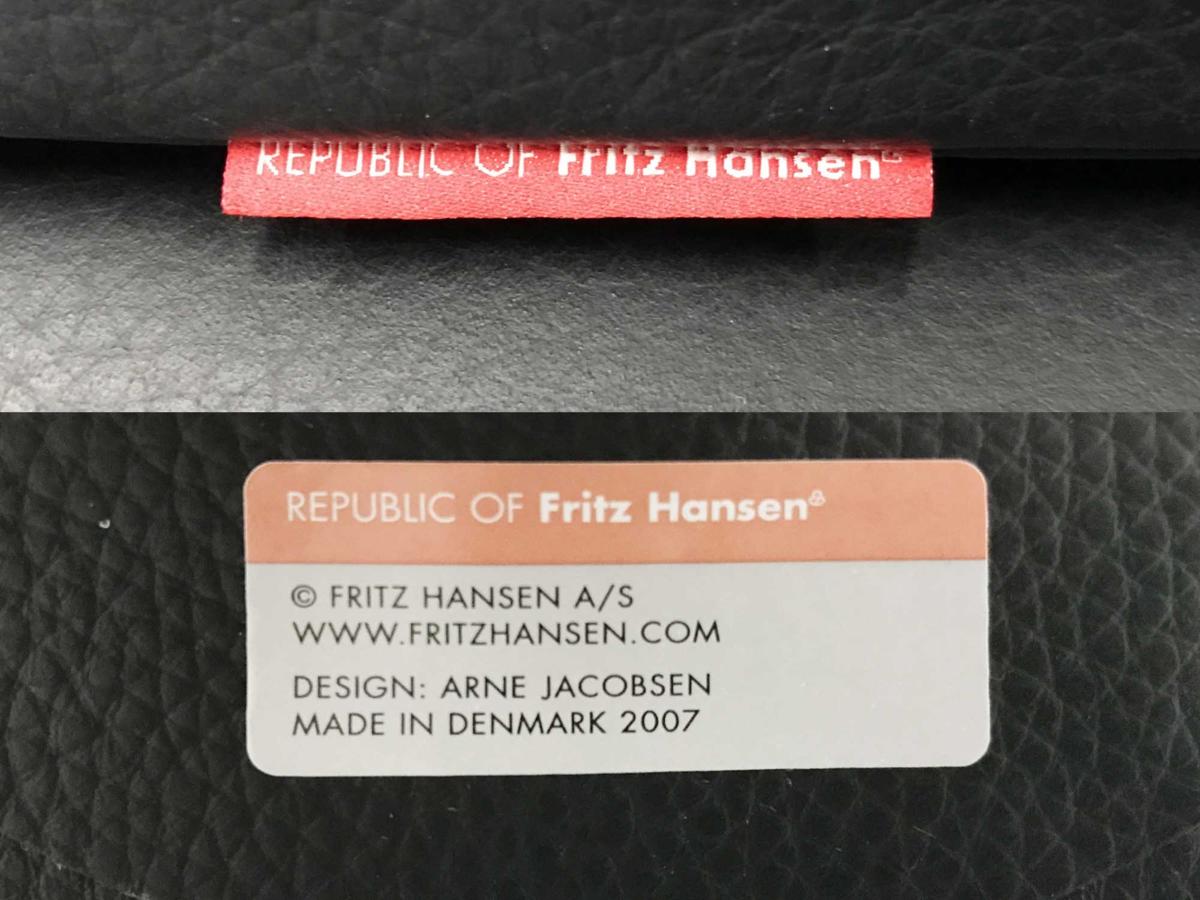 REPUBLIC OF Fritz Hansen
REPUBLIC OF Fritz Hansen
© FRITZ HANSEN A/S
WWW.FRITZHANSEN.COM
DESIGN: ARNE JACOBSEN
MADE IN DENMARK 2007